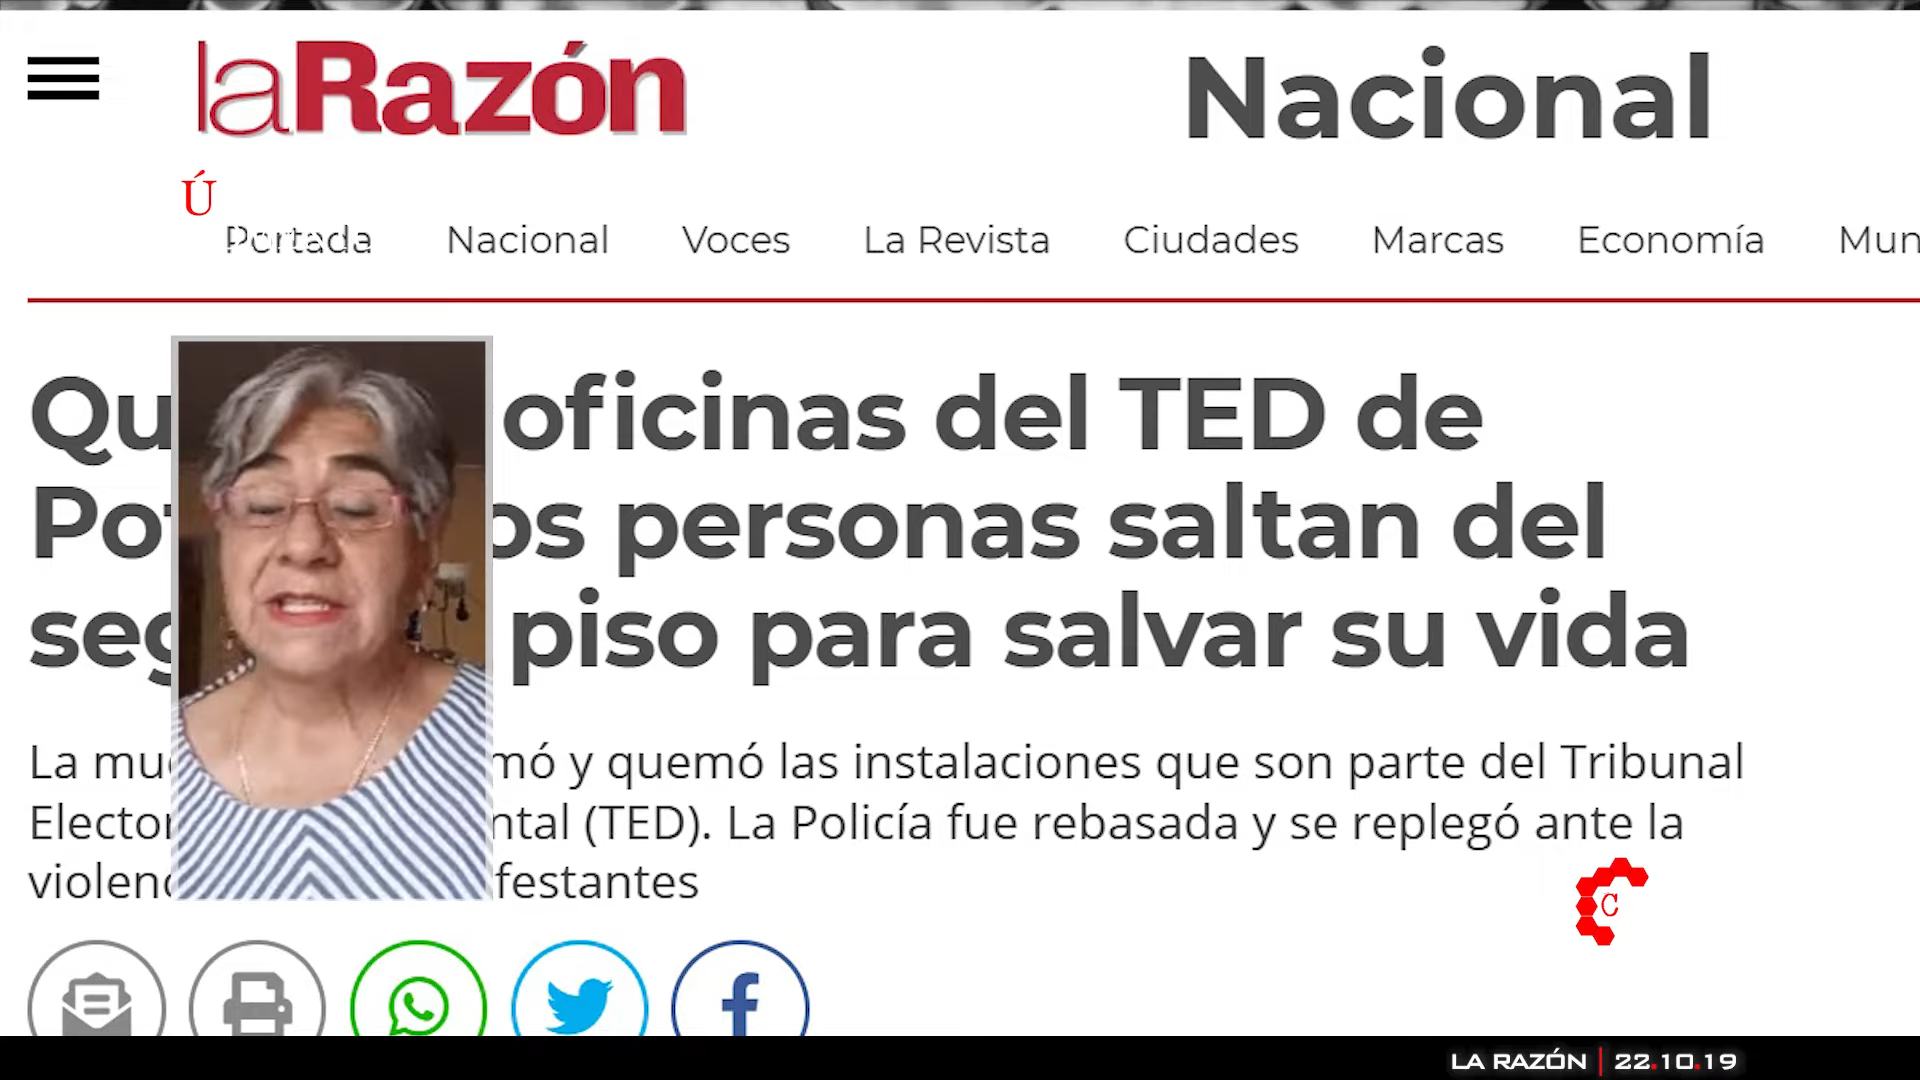 laRazón
Nacional
Ú
Portada Nacional Voces La Revista Ciudades Marcas Economía Mun
Qu oficinas del TED de
Po os personas saltan del
seg piso para salvar su vida
La mu mó y quemó las instalaciones que son parte del Tribunal
Elector ntal (TED). La Policía fue rebasada y se replegó ante la
violenc festantes
C
LA RAZÓN | 22.10.19